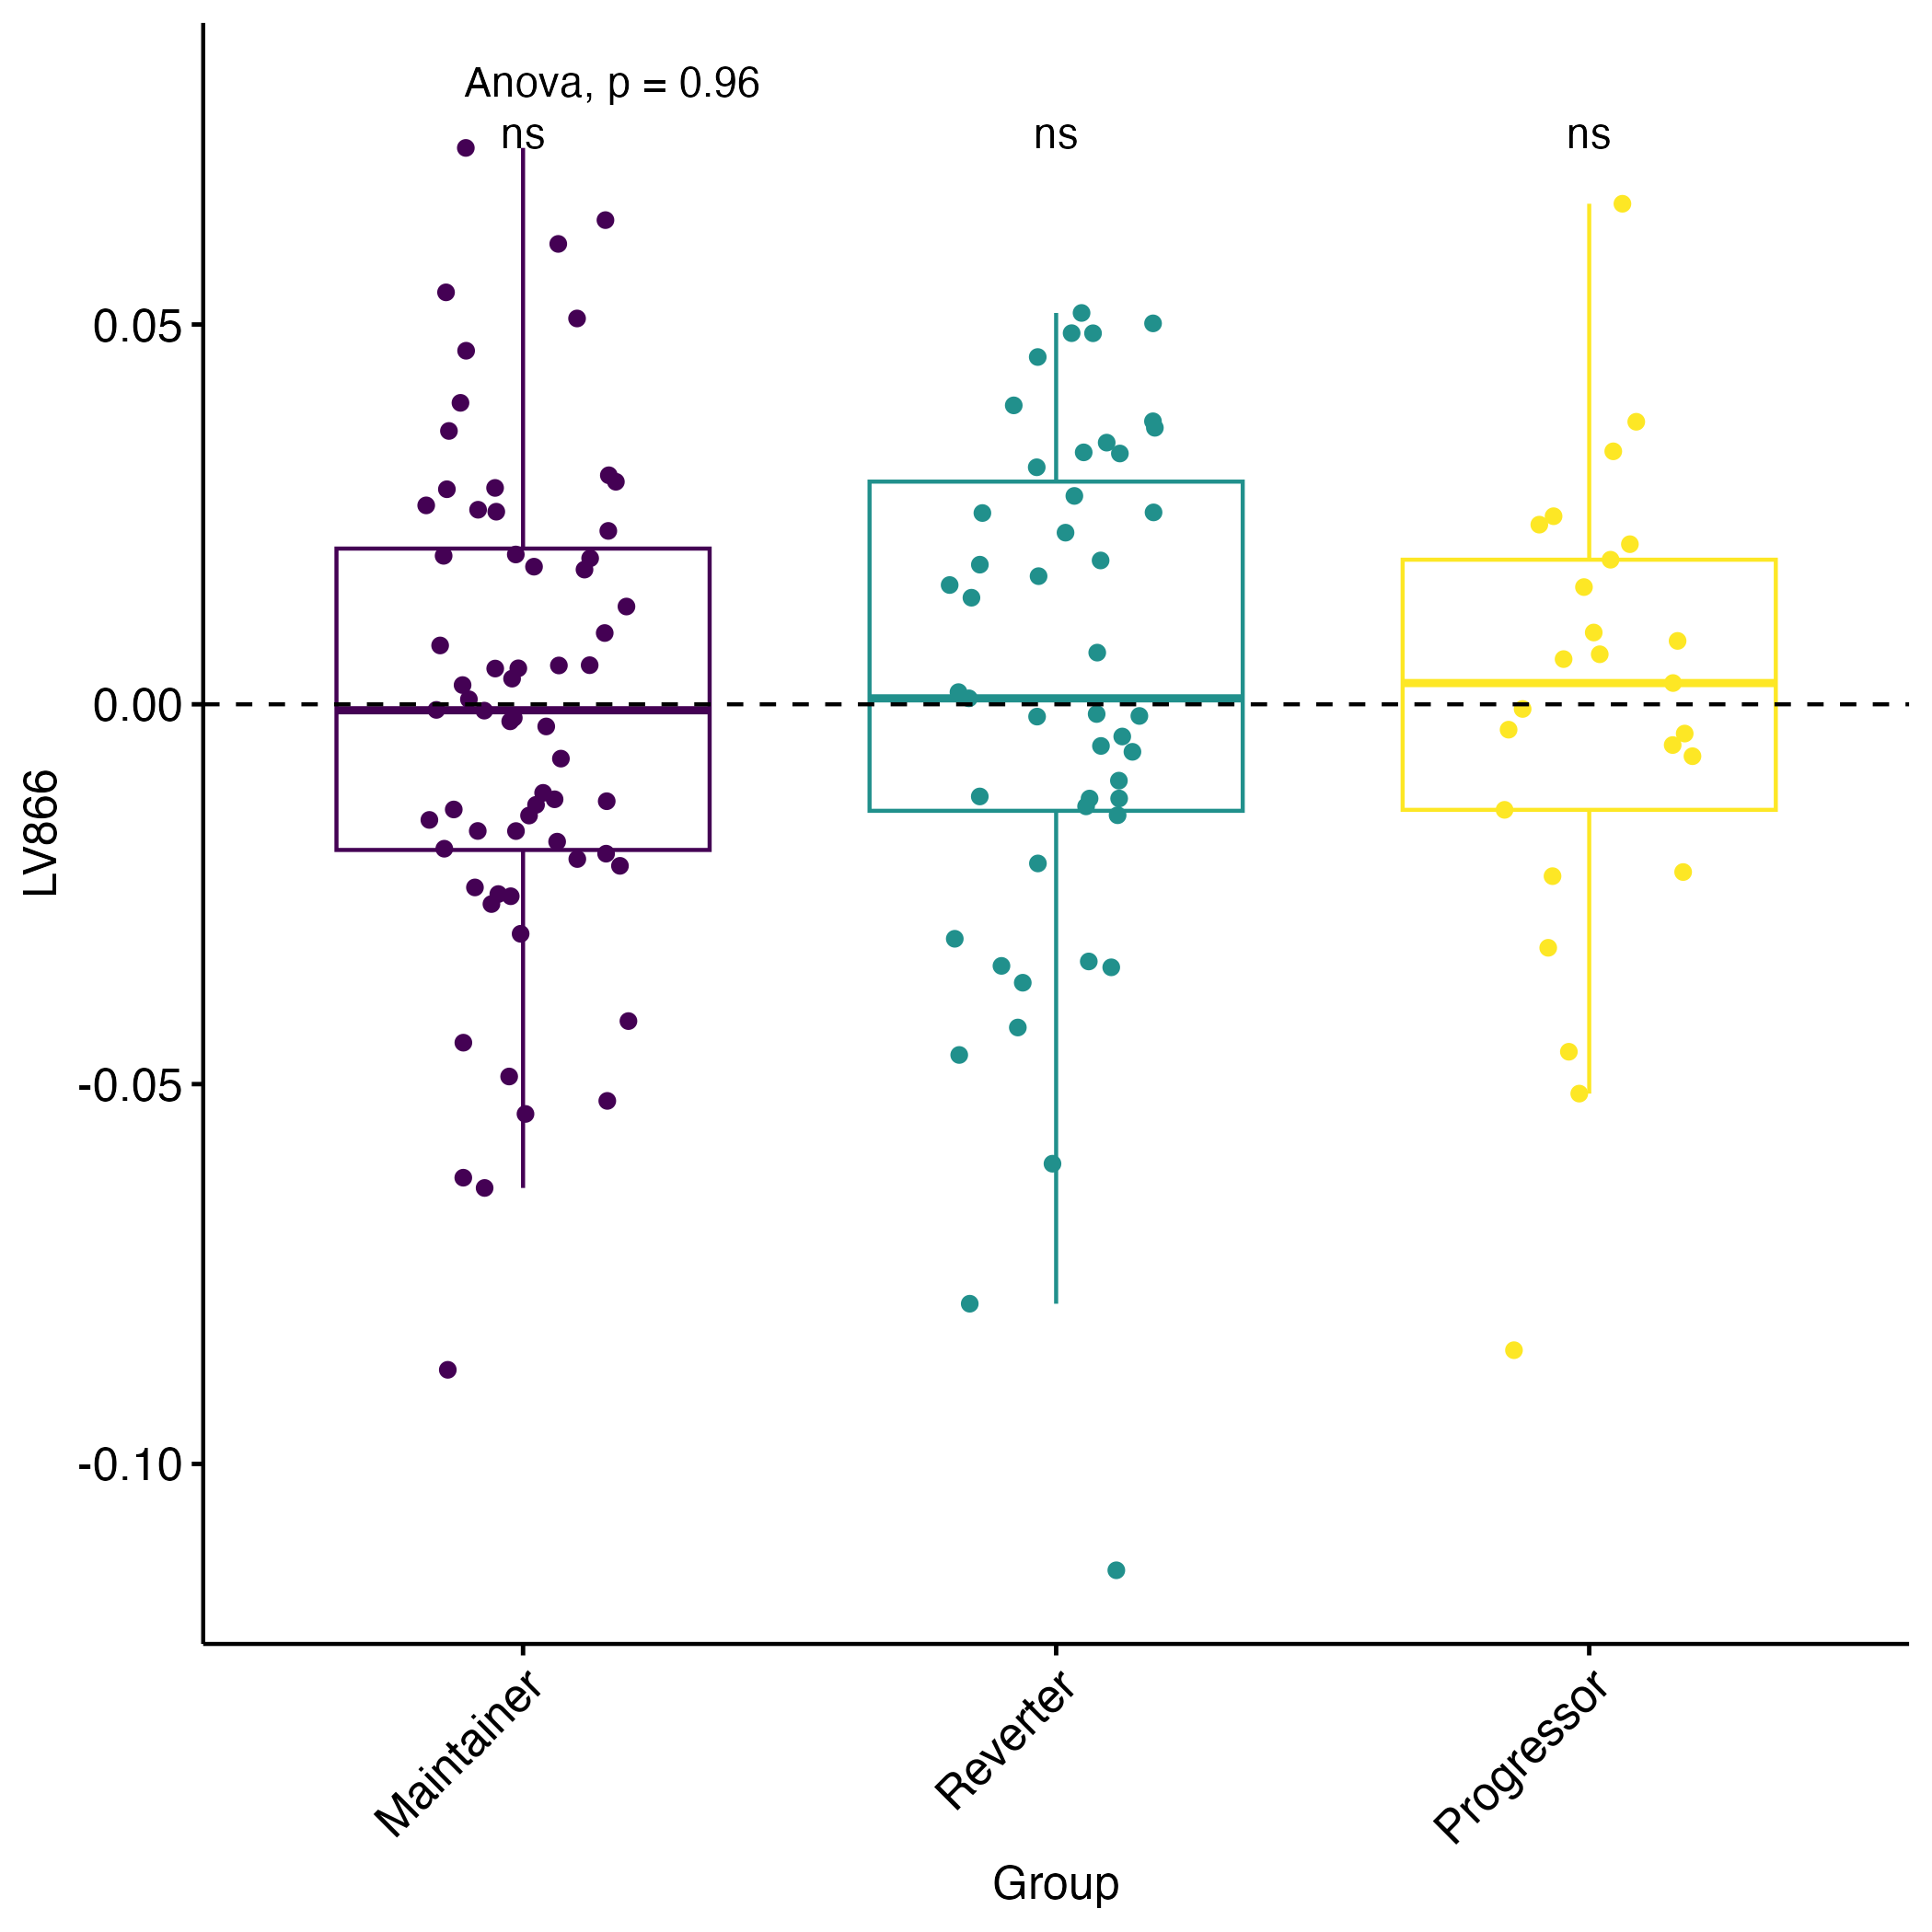 Anova, p = 0.96
ns ns ns
0.05
0.00
-0.05
-0.10
LV866
Maintainer Reverter Progressor
Group